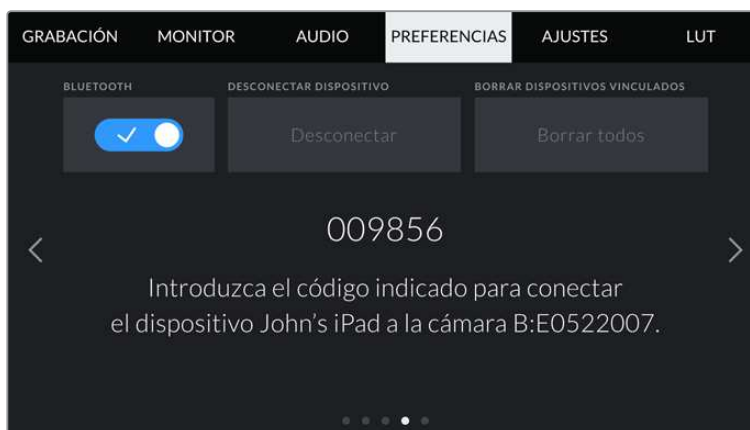 GRABACIÓN MONITOR AUDIO PREFERENCIAS AJUSTES LUT
BLUETOOTH DESCONECTAR DISPOSITIVO BORRAR DISPOSITIVOS VINCULADOS
Desconectar Borrar todos
009856
Introduzca el código indicado para conectar
el dispositivo John's iPad a la cámara B:E0522007.